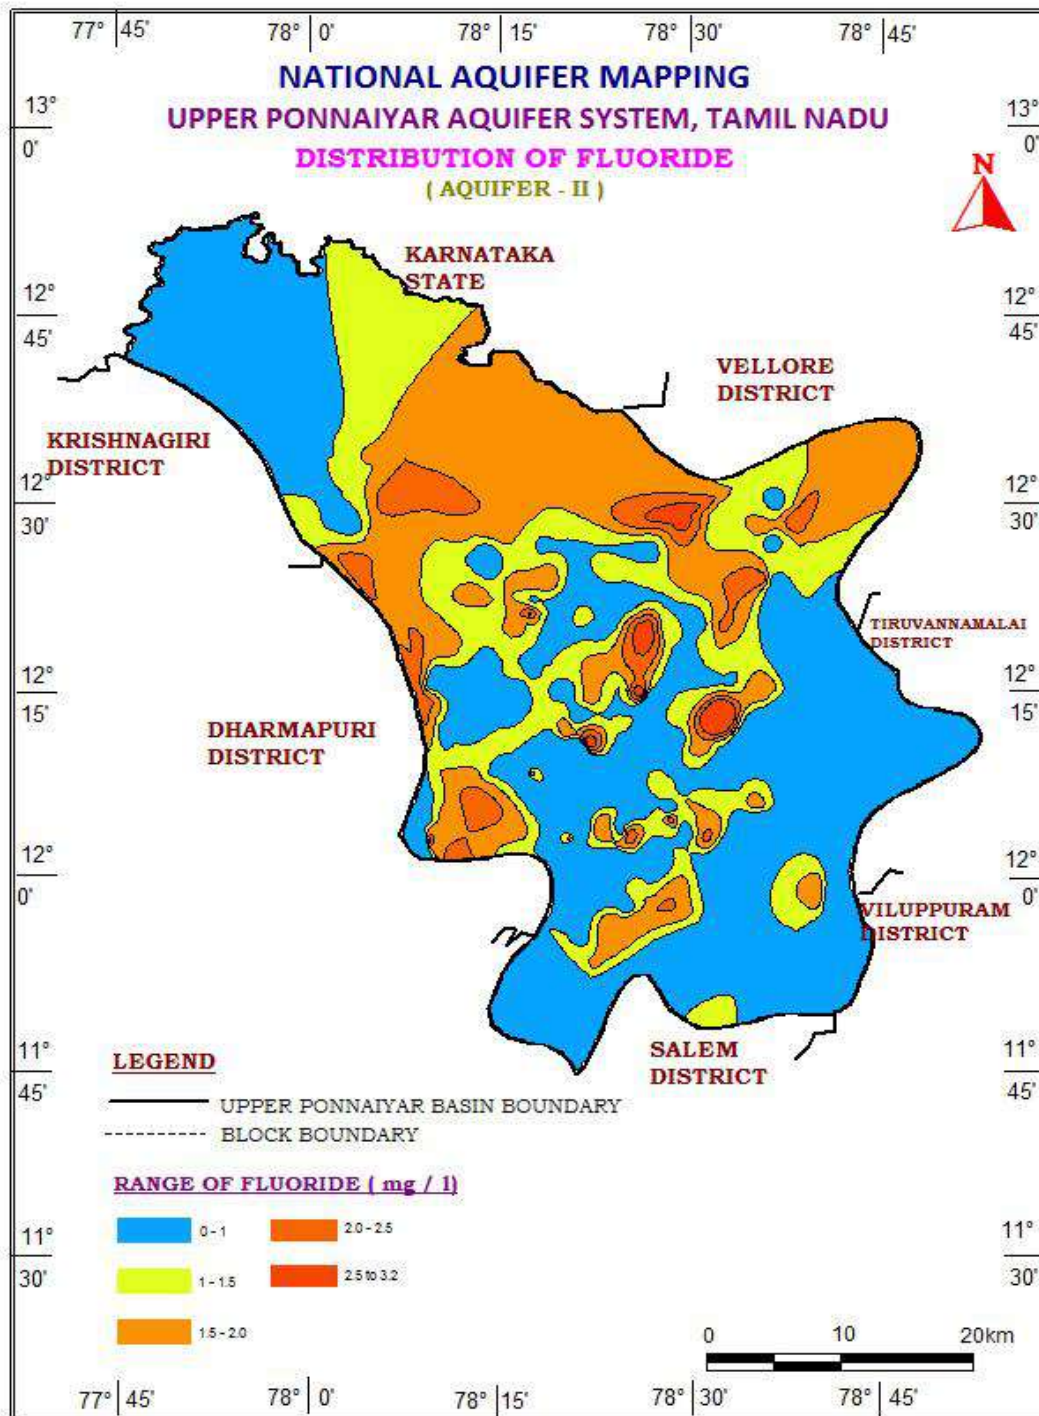 77° 45' 78° 0' 78° 15' 78° 30' 78° 45'
NATIONAL AQUIFER MAPPING
UPPER PONNAIYAR AQUIFER SYSTEM, TAMIL NADU
DISTRIBUTION OF FLUORIDE
( AQUIFER - II )
13° 0' 13° 0'
N
KARNATAKA
STATE
12° 45' 12° 45'
VELLORE
DISTRICT
KRISHNAGIRI
DISTRICT
12° 30' 12° 30'
TIRUVANNAMALAI
DISTRICT
12° 15' 12° 15'
DHARMAPURI
DISTRICT
12° 0' 12° 0'
VILUPPURAM
DISTRICT
SALEM
DISTRICT
11° 45' 11° 45'
LEGEND
UPPER PONNAIYAR BASIN BOUNDARY
BLOCK BOUNDARY
RANGE OF FLUORIDE ( mg / l)
0 - 1 2.0 - 2.5
1 - 1.5 2.5 to 3.2
1.5 - 2.0
11° 30' 11° 30'
0 10 20km
77° 45' 78° 0' 78° 15' 78° 30' 78° 45'